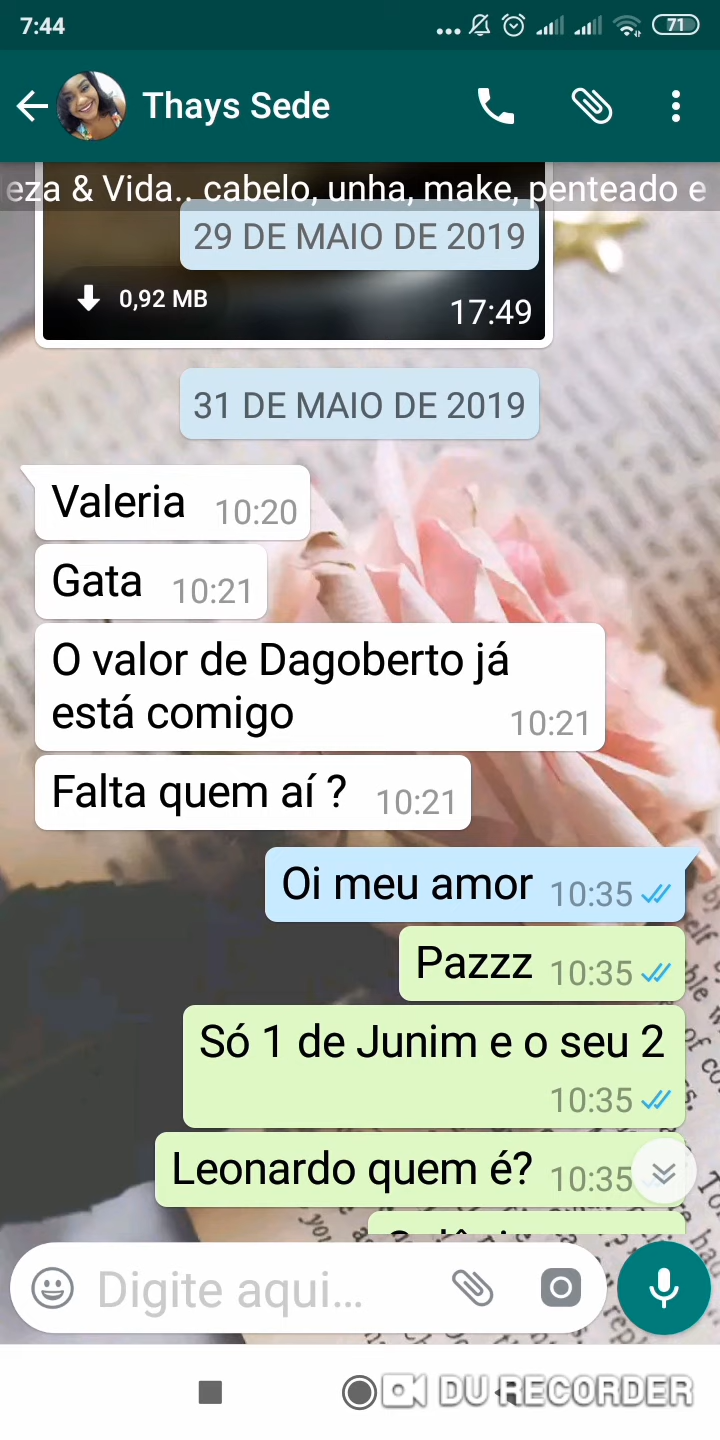 7:44
71
Thays Sede
eza & Vida.. cabelo, unha, make, penteado e
29 DE MAIO DE 2019
0,92 MB
17:49
31 DE MAIO DE 2019
Valeria 10:20
Gata 10:21
O valor de Dagoberto já
está comigo 10:21
Falta quem aí ? 10:21
Oi meu amor 10:35
Pazzz 10:35
Só 1 de Junim e o seu 2
10:35
Leonardo quem é? 10:35
Digite aqui...
DU RECORDER